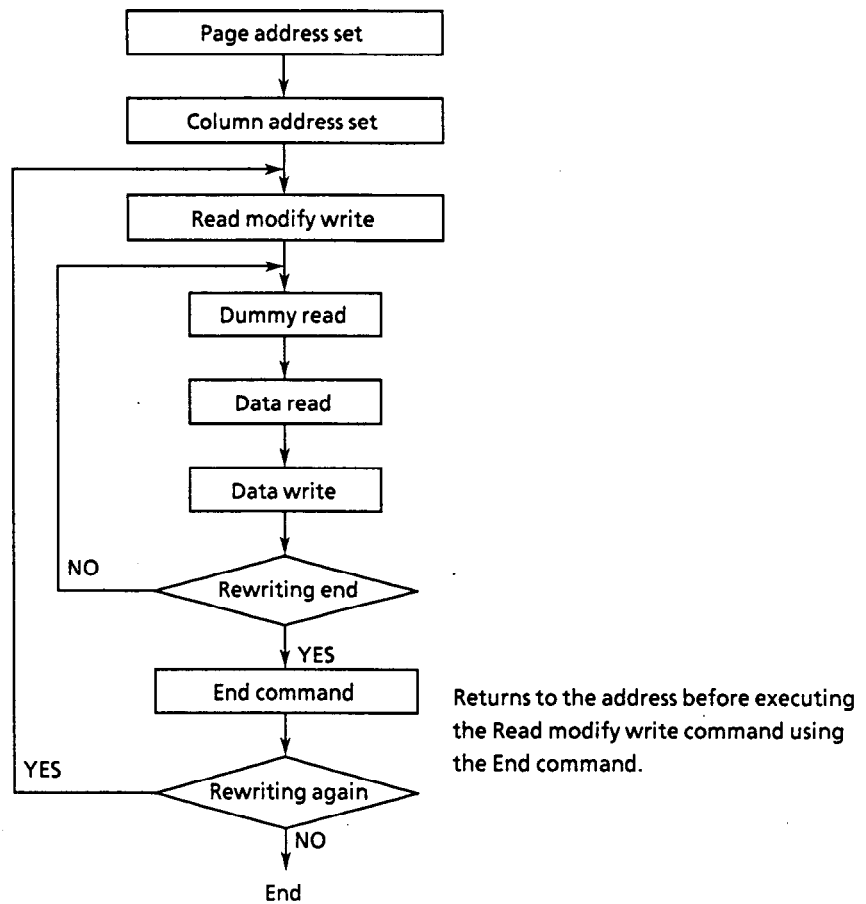 Page address set
Column address set
Read modify write
Dummy read
Data read
Data write
Rewriting end
NO
YES
End command
Returns to the address before executing
the Read modify write command using
the End command.
YES
Rewriting again
NO
End